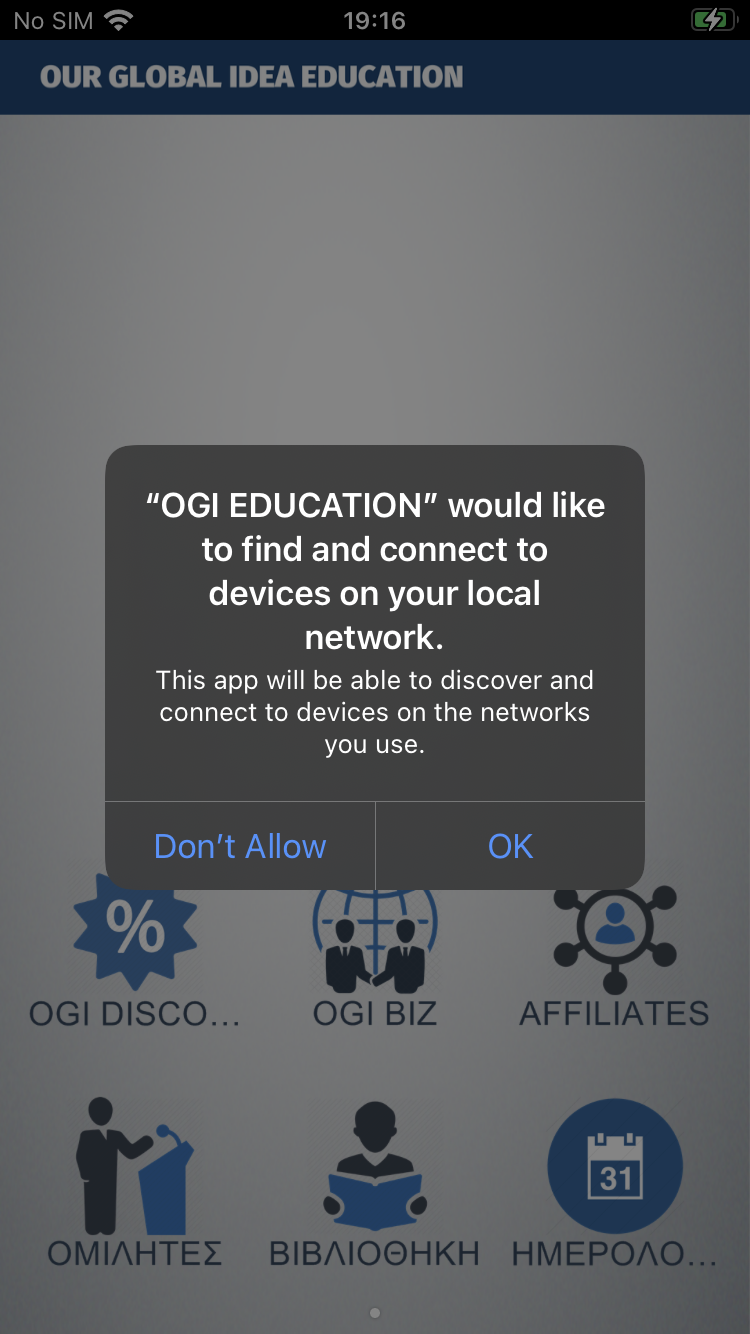 No SIM 19:16
OUR GLOBAL IDEA EDUCATION
“OGI EDUCATION” would like
to find and connect to
devices on your local
network.
This app will be able to discover and
connect to devices on the networks
you use.
Don’t Allow OK
%
OGI DISCO... OGI BIZ AFFILIATES
31
ΟΜΙΛΗΤΕΣ ΒΙΒΛΙΟΘΗΚΗ ΗΜΕΡΟΛΟ...